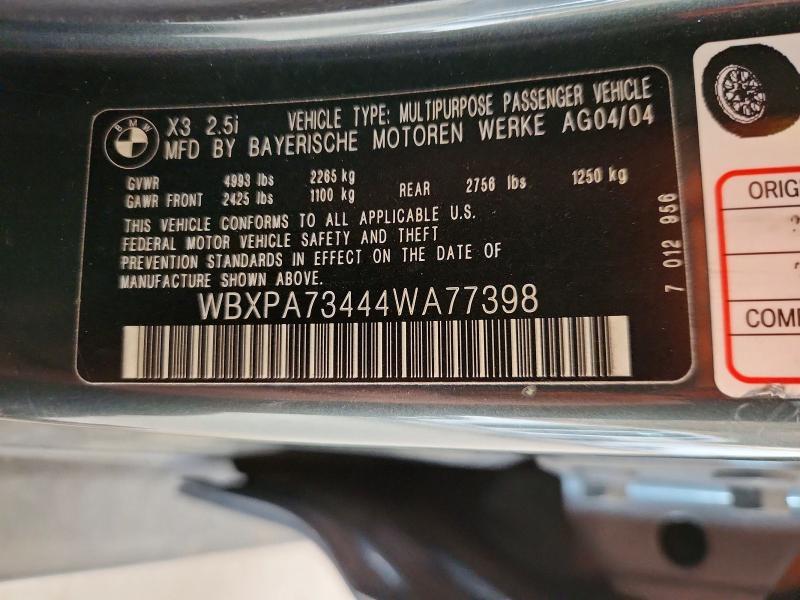 BMW
X3 2.5i VEHICLE TYPE: MULTIPURPOSE PASSENGER VEHICLE
MFD BY BAYERISCHE MOTOREN WERKE AG04/04
GVWR 4993 lbs 2265 kg
GAWR FRONT 2425 lbs 1100 kg REAR 2756 lbs 1250 kg
THIS VEHICLE CONFORMS TO ALL APPLICABLE U.S.
FEDERAL MOTOR VEHICLE SAFETY AND THEFT
PREVENTION STANDARDS IN EFFECT ON THE DATE OF
MANUFACTURE SHOWN ABOVE.
WBXPA73444WA77398
7 012 956
ORIG
COMP